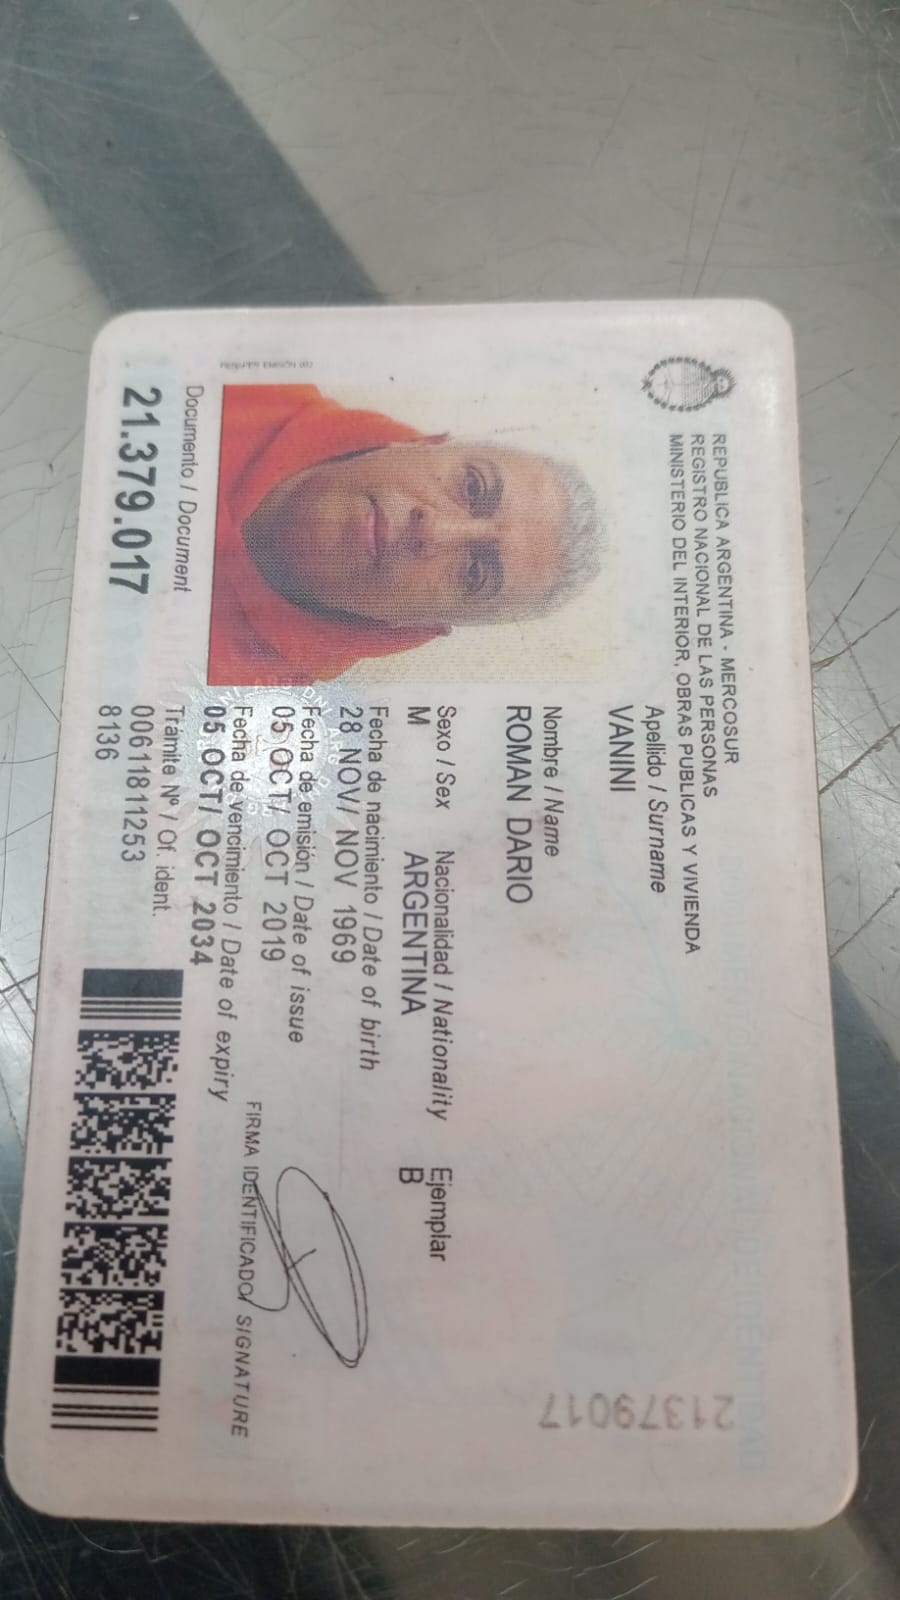 REPUBLICA ARGENTINA - MERCOSUR
REGISTRO NACIONAL DE LAS PERSONAS
MINISTERIO DEL INTERIOR, OBRAS PUBLICAS Y VIVIENDA
Apellido / Surname
VANINI
Nombre / Name
ROMAN DARIO
Sexo / Sex Nacionalidad / Nationality Ejemplar
M ARGENTINA B
Fecha de nacimiento / Date of birth
28 NOV/ NOV 1969
Fecha de emisión / Date of issue
05 OCT/ OCT 2019
Fecha de vencimiento / Date of expiry
05 OCT/ OCT 2034
FIRMA IDENTIFICADO/ SIGNATURE
Documento / Document
21.379.017
Trámite Nº / Of. ident.
00611811253
8136
21379017